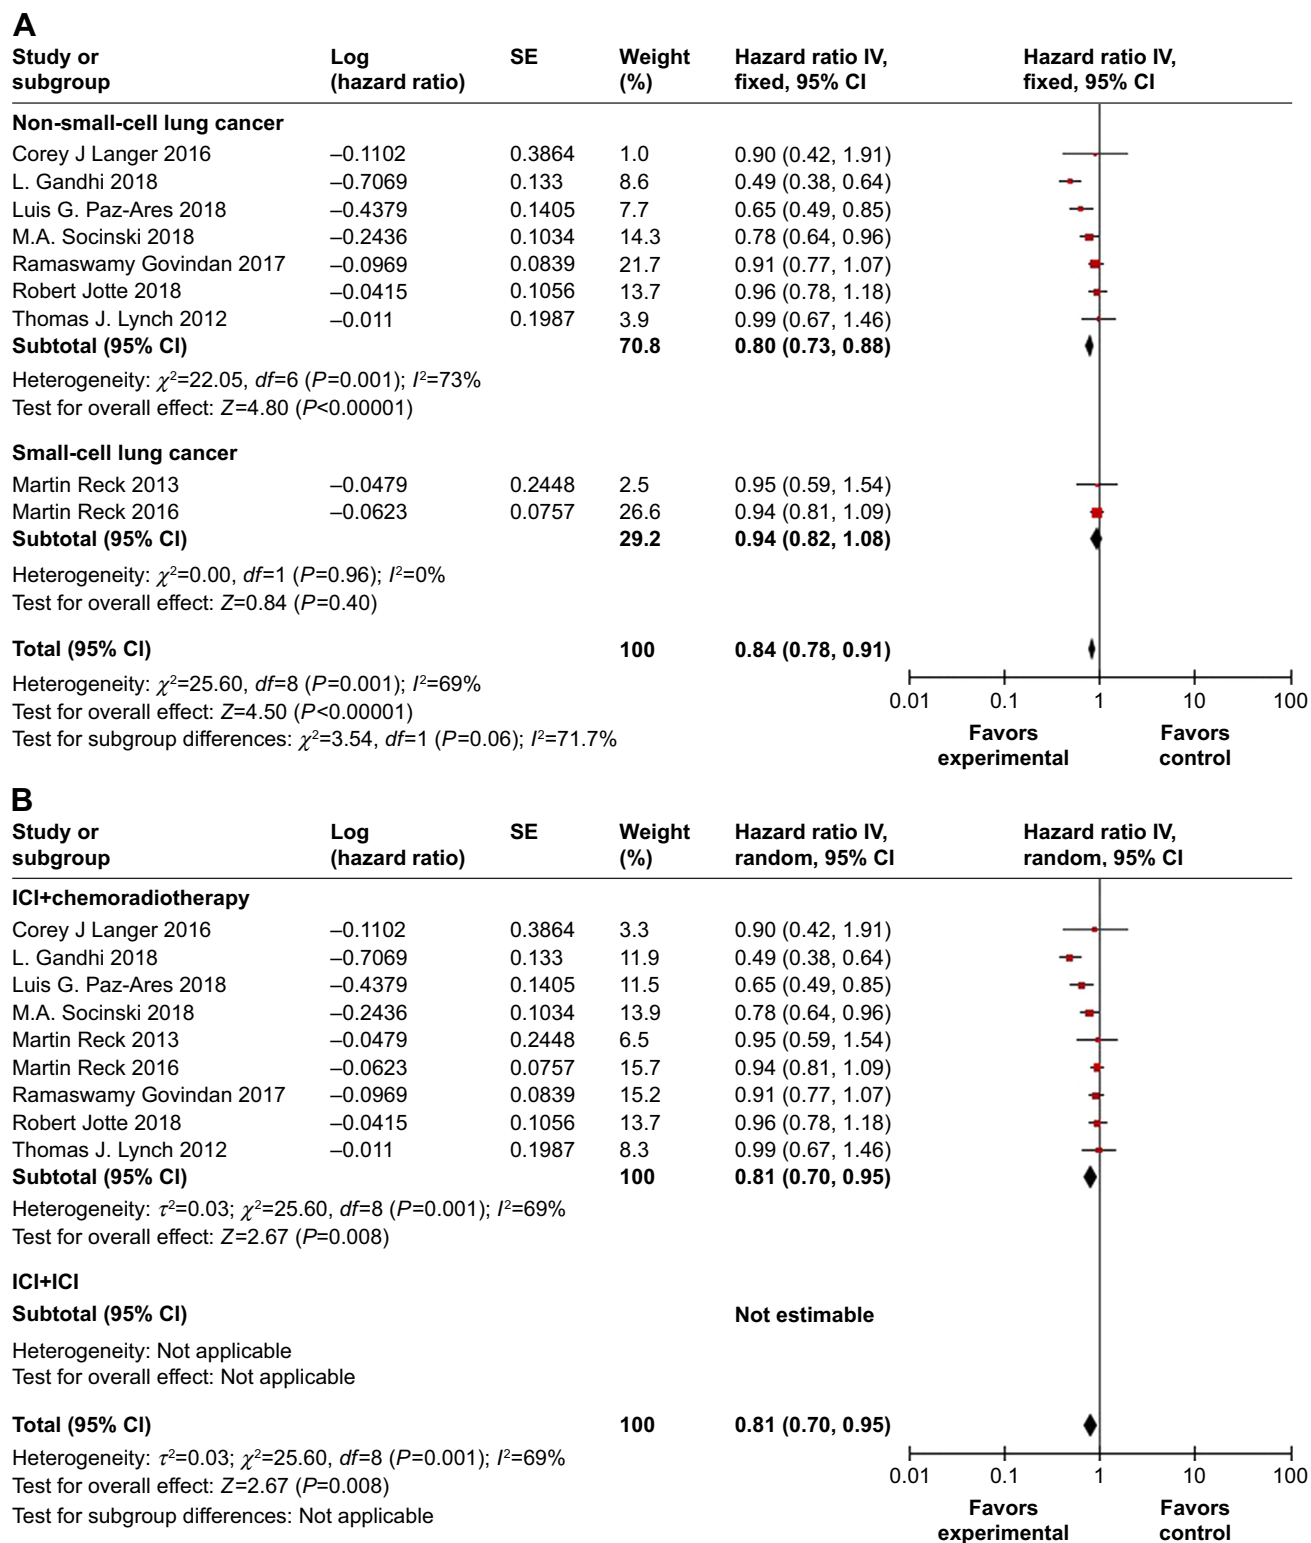 A
Study or subgroup Log (hazard ratio) SE Weight (%) Hazard ratio IV, fixed, 95% CI Hazard ratio IV, fixed, 95% CI
Non-small-cell lung cancer
Corey J Langer 2016 –0.1102 0.3864 1.0 0.90 (0.42, 1.91)
L. Gandhi 2018 –0.7069 0.133 8.6 0.49 (0.38, 0.64)
Luis G. Paz-Ares 2018 –0.4379 0.1405 7.7 0.65 (0.49, 0.85)
M.A. Socinski 2018 –0.2436 0.1034 14.3 0.78 (0.64, 0.96)
Ramaswamy Govindan 2017 –0.0969 0.0839 21.7 0.91 (0.77, 1.07)
Robert Jotte 2018 –0.0415 0.1056 13.7 0.96 (0.78, 1.18)
Thomas J. Lynch 2012 –0.011 0.1987 3.9 0.99 (0.67, 1.46)
Subtotal (95% CI) 70.8 0.80 (0.73, 0.88)
Heterogeneity: χ²=22.05, df=6 (P=0.001); I²=73%
Test for overall effect: Z=4.80 (P<0.00001)
Small-cell lung cancer
Martin Reck 2013 –0.0479 0.2448 2.5 0.95 (0.59, 1.54)
Martin Reck 2016 –0.0623 0.0757 26.6 0.94 (0.81, 1.09)
Subtotal (95% CI) 29.2 0.94 (0.82, 1.08)
Heterogeneity: χ²=0.00, df=1 (P=0.96); I²=0%
Test for overall effect: Z=0.84 (P=0.40)
Total (95% CI) 100 0.84 (0.78, 0.91)
Heterogeneity: χ²=25.60, df=8 (P=0.001); I²=69%
Test for overall effect: Z=4.50 (P<0.00001)
Test for subgroup differences: χ²=3.54, df=1 (P=0.06); I²=71.7%
0.01 0.1 1 10 100
Favors experimental Favors control
B
Study or subgroup Log (hazard ratio) SE Weight (%) Hazard ratio IV, random, 95% CI Hazard ratio IV, random, 95% CI
ICI+chemoradiotherapy
Corey J Langer 2016 –0.1102 0.3864 3.3 0.90 (0.42, 1.91)
L. Gandhi 2018 –0.7069 0.133 11.9 0.49 (0.38, 0.64)
Luis G. Paz-Ares 2018 –0.4379 0.1405 11.5 0.65 (0.49, 0.85)
M.A. Socinski 2018 –0.2436 0.1034 13.9 0.78 (0.64, 0.96)
Martin Reck 2013 –0.0479 0.2448 6.5 0.95 (0.59, 1.54)
Martin Reck 2016 –0.0623 0.0757 15.7 0.94 (0.81, 1.09)
Ramaswamy Govindan 2017 –0.0969 0.0839 15.2 0.91 (0.77, 1.07)
Robert Jotte 2018 –0.0415 0.1056 13.7 0.96 (0.78, 1.18)
Thomas J. Lynch 2012 –0.011 0.1987 8.3 0.99 (0.67, 1.46)
Subtotal (95% CI) 100 0.81 (0.70, 0.95)
Heterogeneity: τ²=0.03; χ²=25.60, df=8 (P=0.001); I²=69%
Test for overall effect: Z=2.67 (P=0.008)
ICI+ICI
Subtotal (95% CI) Not estimable
Heterogeneity: Not applicable
Test for overall effect: Not applicable
Total (95% CI) 100 0.81 (0.70, 0.95)
Heterogeneity: τ²=0.03; χ²=25.60, df=8 (P=0.001); I²=69%
Test for overall effect: Z=2.67 (P=0.008)
Test for subgroup differences: Not applicable
0.01 0.1 1 10 100
Favors experimental Favors control